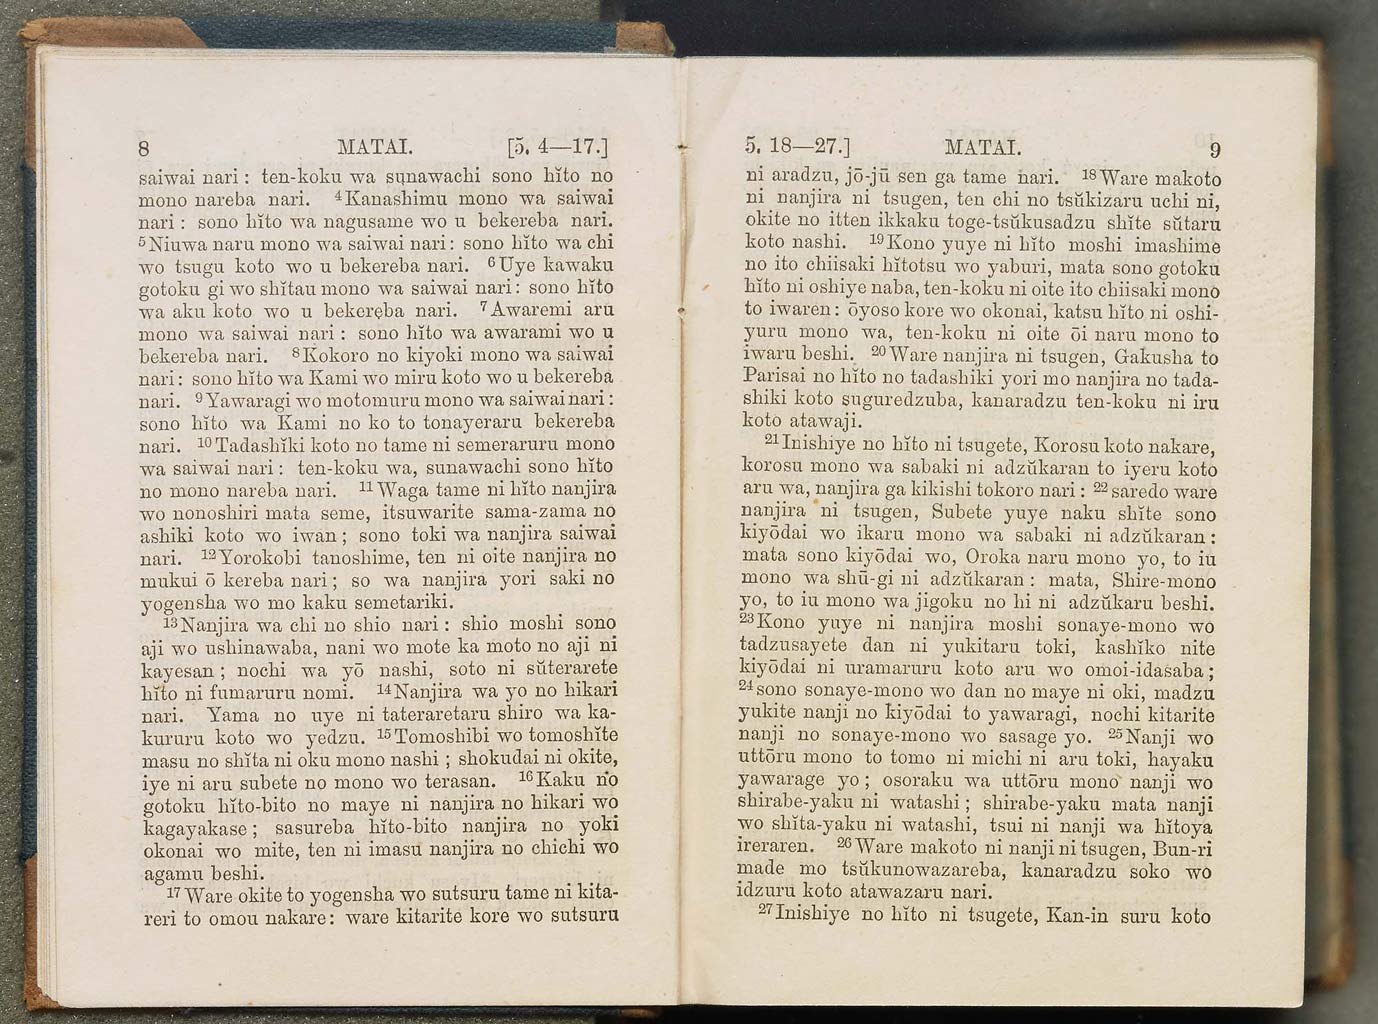 8 MATAI. [5. 4—17.]
saiwai nari : ten-koku wa sunawachi sono hĭto no
mono nareba nari. ⁴Kanashimu mono wa saiwai
nari : sono hĭto wa nagusame wo u bekereba nari.
⁵Niuwa naru mono wa saiwai nari : sono hĭto wa chi
wo tsugu koto wo u bekereba nari. ⁶Uye kawaku
gotoku gi wo shĭtau mono wa saiwai nari : sono hĭto
wa aku koto wo u bekereba nari. ⁷Awaremi aru
mono wa saiwai nari : sono hĭto wa awarami wo u
bekereba nari. ⁸Kokoro no kiyoki mono wa saiwai
nari : sono hĭto wa Kami wo miru koto wo u bekereba
nari. ⁹Yawaragi wo motomuru mono wa saiwai nari :
sono hĭto wa Kami no ko to tonayeraru bekereba
nari. ¹⁰Tadashĭki koto no tame ni semeraruru mono
wa saiwai nari : ten-koku wa, sunawachi sono hĭto
no mono nareba nari. ¹¹Waga tame ni hĭto nanjira
wo nonoshiri mata seme, itsuwarite sama-zama no
ashiki koto wo iwan ; sono toki wa nanjira saiwai
nari. ¹²Yorokobi tanoshime, ten ni oite nanjira no
mukui ō kereba nari ; so wa nanjira yori saki no
yogensha wo mo kaku semetariki.
¹³Nanjira wa chi no shio nari : shio moshi sono
aji wo ushinawaba, nani wo mote ka moto no aji ni
kayesan ; nochi wa yō nashi, soto ni sŭterarete
hĭto ni fumaruru nomi. ¹⁴Nanjira wa yo no hikari
nari. Yama no uye ni tateraretaru shiro wa ka-
kururu koto wo yedzu. ¹⁵Tomoshibi wo tomoshĭte
masu no shĭta ni oku mono nashi ; shokudai ni okite,
iye ni aru subete no mono wo terasan. ¹⁶Kaku no
gotoku hĭto-bito no maye ni nanjira no hikari wo
kagayakase ; sasureba hĭto-bito nanjira no yoki
okonai wo mite, ten ni imasu nanjira no chichi wo
agamu beshi.
¹⁷Ware okite to yogensha wo sutsuru tame ni kita-
reri to omou nakare : ware kitarite kore wo sutsuru
5. 18—27.] MATAI. 9
ni aradzu, jō-jū sen ga tame nari. ¹⁸Ware makoto
ni nanjira ni tsugen, ten chi no tsŭkizaru uchi ni,
okite no itten ikkaku toge-tsŭkusadzu shĭte sŭtaru
koto nashi. ¹⁹Kono yuye ni hĭto moshi imashime
no ito chiisaki hĭtotsu wo yaburi, mata sono gotoku
hĭto ni oshiye naba, ten-koku ni oite ito chiisaki mono
to iwaren : ōyoso kore wo okonai, katsu hĭto ni oshi-
yuru mono wa, ten-koku ni oite ōi naru mono to
iwaru beshi. ²⁰Ware nanjira ni tsugen, Gakusha to
Parisai no hĭto no tadashiki yori mo nanjira no tada-
shiki koto suguredzuba, kanaradzu ten-koku ni iru
koto atawaji.
²¹Inishiye no hĭto ni tsugete, Korosu koto nakare,
korosu mono wa sabaki ni adzŭkaran to iyeru koto
aru wa, nanjira ga kikishi tokoro nari : ²²saredo ware
nanjira ni tsugen, Subete yuye naku shĭte sono
kiyōdai wo ikaru mono wa sabaki ni adzŭkaran :
mata sono kiyōdai wo, Oroka naru mono yo, to iu
mono wa shū-gi ni adzŭkaran : mata, Shire-mono
yo, to iu mono wa jigoku no hi ni adzŭkaru beshi.
²³Kono yuye ni nanjira moshi sonaye-mono wo
tadzusayete dan ni yukitaru toki, kashĭko nite
kiyōdai ni uramaruru koto aru wo omoi-idasaba ;
²⁴sono sonaye-mono wo dan no maye ni oki, madzu
yukite nanji no kiyōdai to yawaragi, nochi kitarite
nanji no sonaye-mono wo sasage yo. ²⁵Nanji wo
uttōru mono to tomo ni michi ni aru toki, hayaku
yawarage yo ; osoraku wa uttōru mono nanji wo
shirabe-yaku ni watashi ; shirabe-yaku mata nanji
wo shĭta-yaku ni watashi, tsui ni nanji wa hĭtoya
ireraren. ²⁶Ware makoto ni nanji ni tsugen, Bun-ri
made mo tsŭkunowazareba, kanaradzu soko wo
idzuru koto atawazaru nari.
²⁷Inishiye no hĭto ni tsugete, Kan-in suru koto